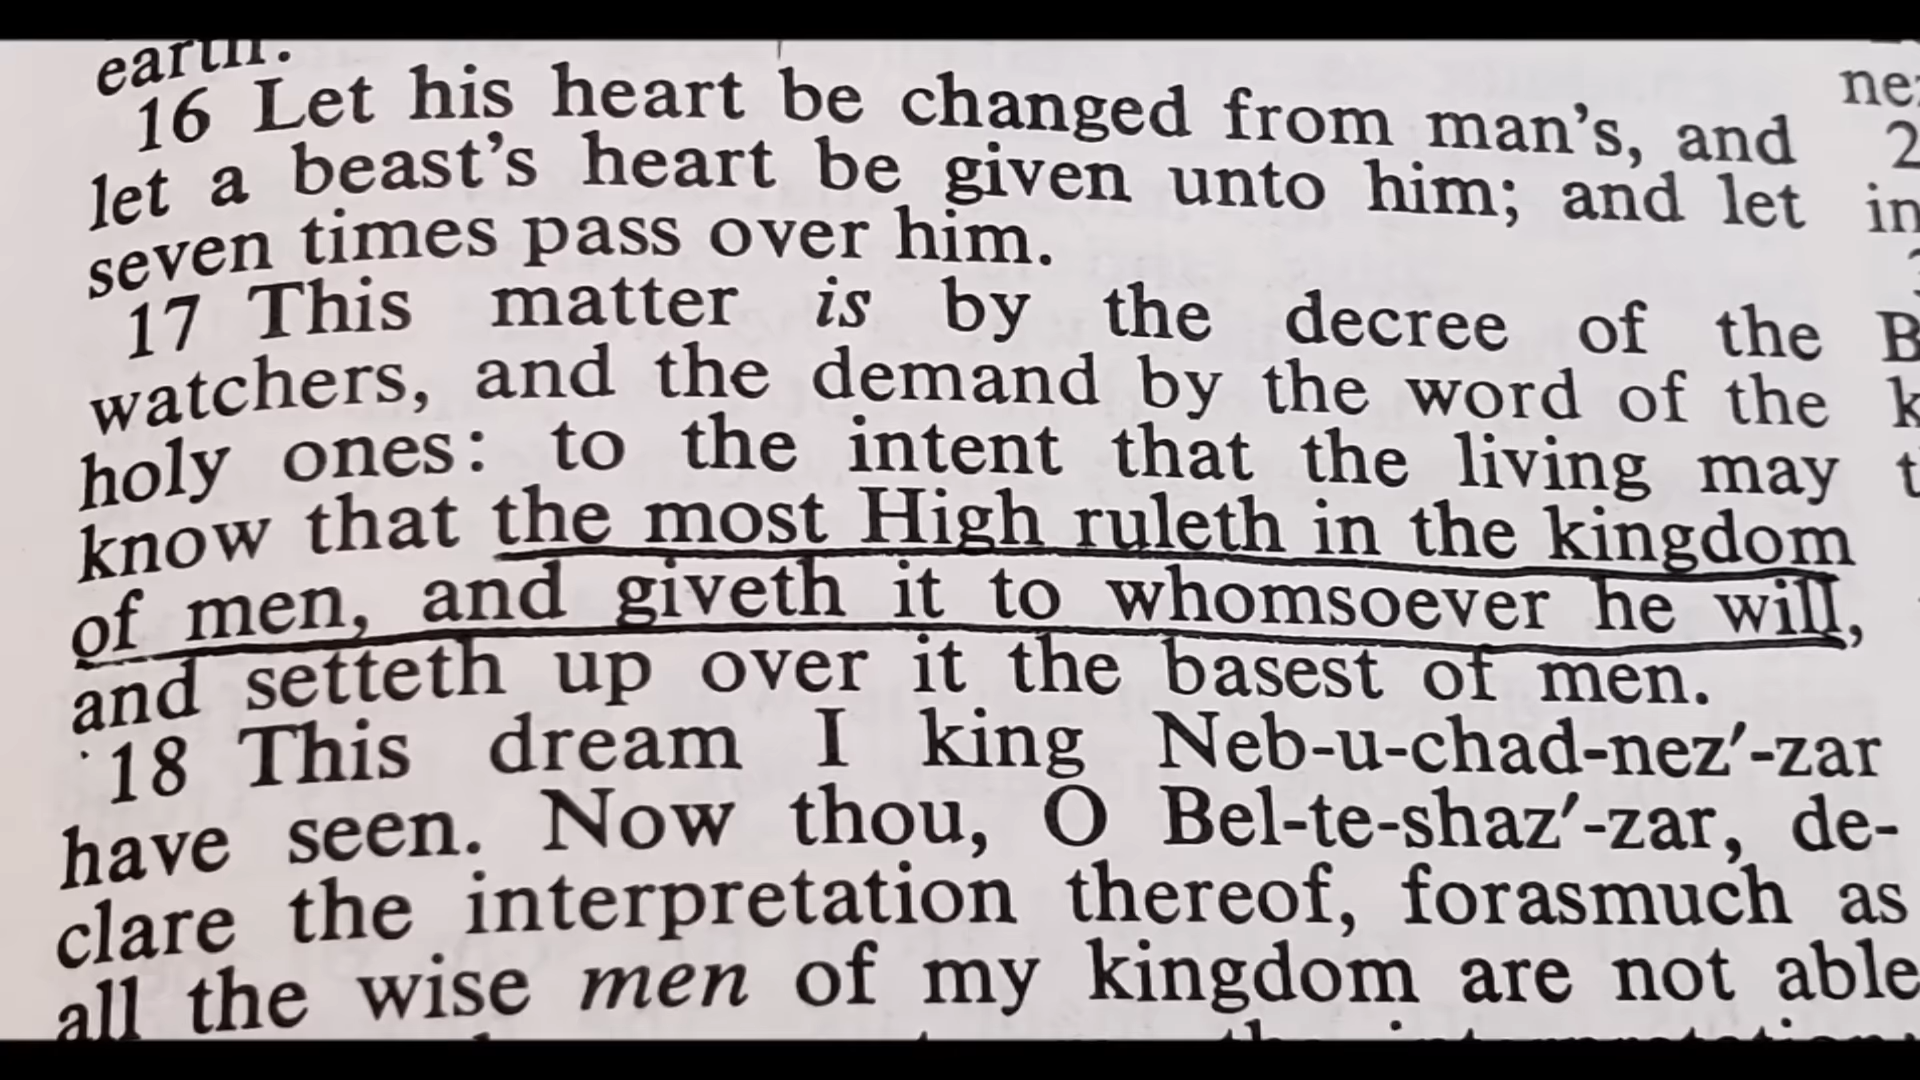 earth.
16 Let his heart be changed from man's, and
let a beast's heart be given unto him; and let
seven times pass over him.
17 This matter is by the decree of the
watchers, and the demand by the word of the
holy ones: to the intent that the living may
know that the most High ruleth in the kingdom
of men, and giveth it to whomsoever he will,
and setteth up over it the basest of men.
18 This dream I king Neb-u-chad-nez′-zar
have seen. Now thou, O Bel-te-shaz′-zar, de-
clare the interpretation thereof, forasmuch as
all the wise men of my kingdom are not able